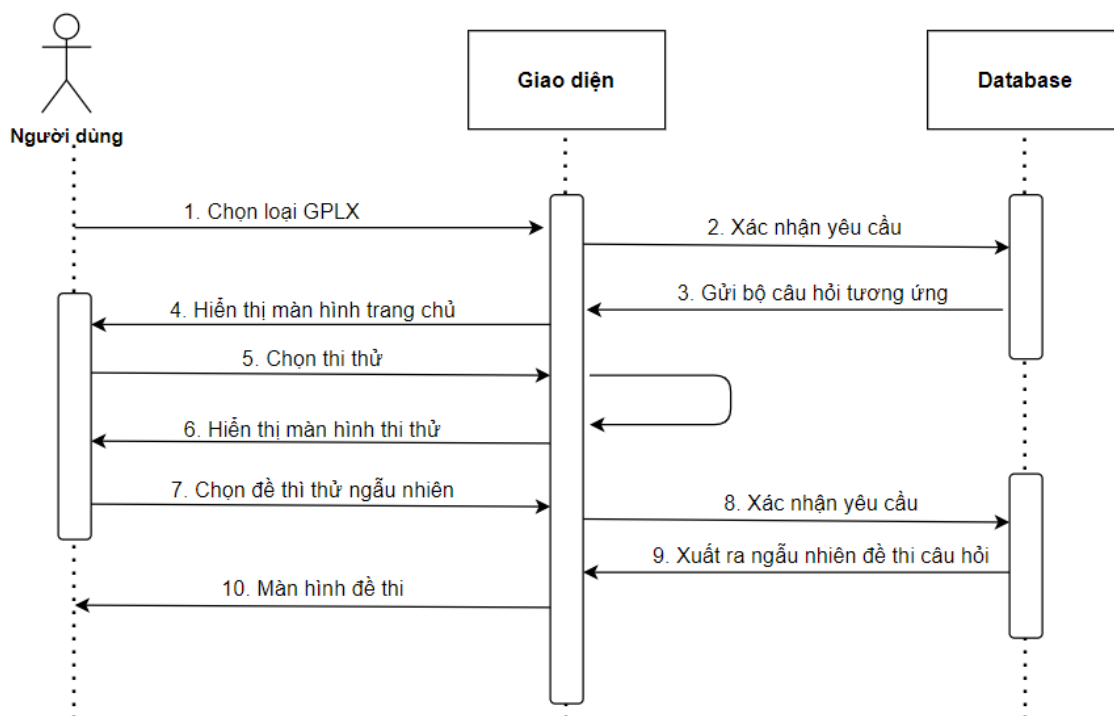 Giao diện
Database
Người dùng
1. Chọn loại GPLX
2. Xác nhận yêu cầu
3. Gửi bộ câu hỏi tương ứng
4. Hiển thị màn hình trang chủ
5. Chọn thi thử
6. Hiển thị màn hình thi thử
7. Chọn đề thì thử ngẫu nhiên
8. Xác nhận yêu cầu
9. Xuất ra ngẫu nhiên đề thi câu hỏi
10. Màn hình đề thi